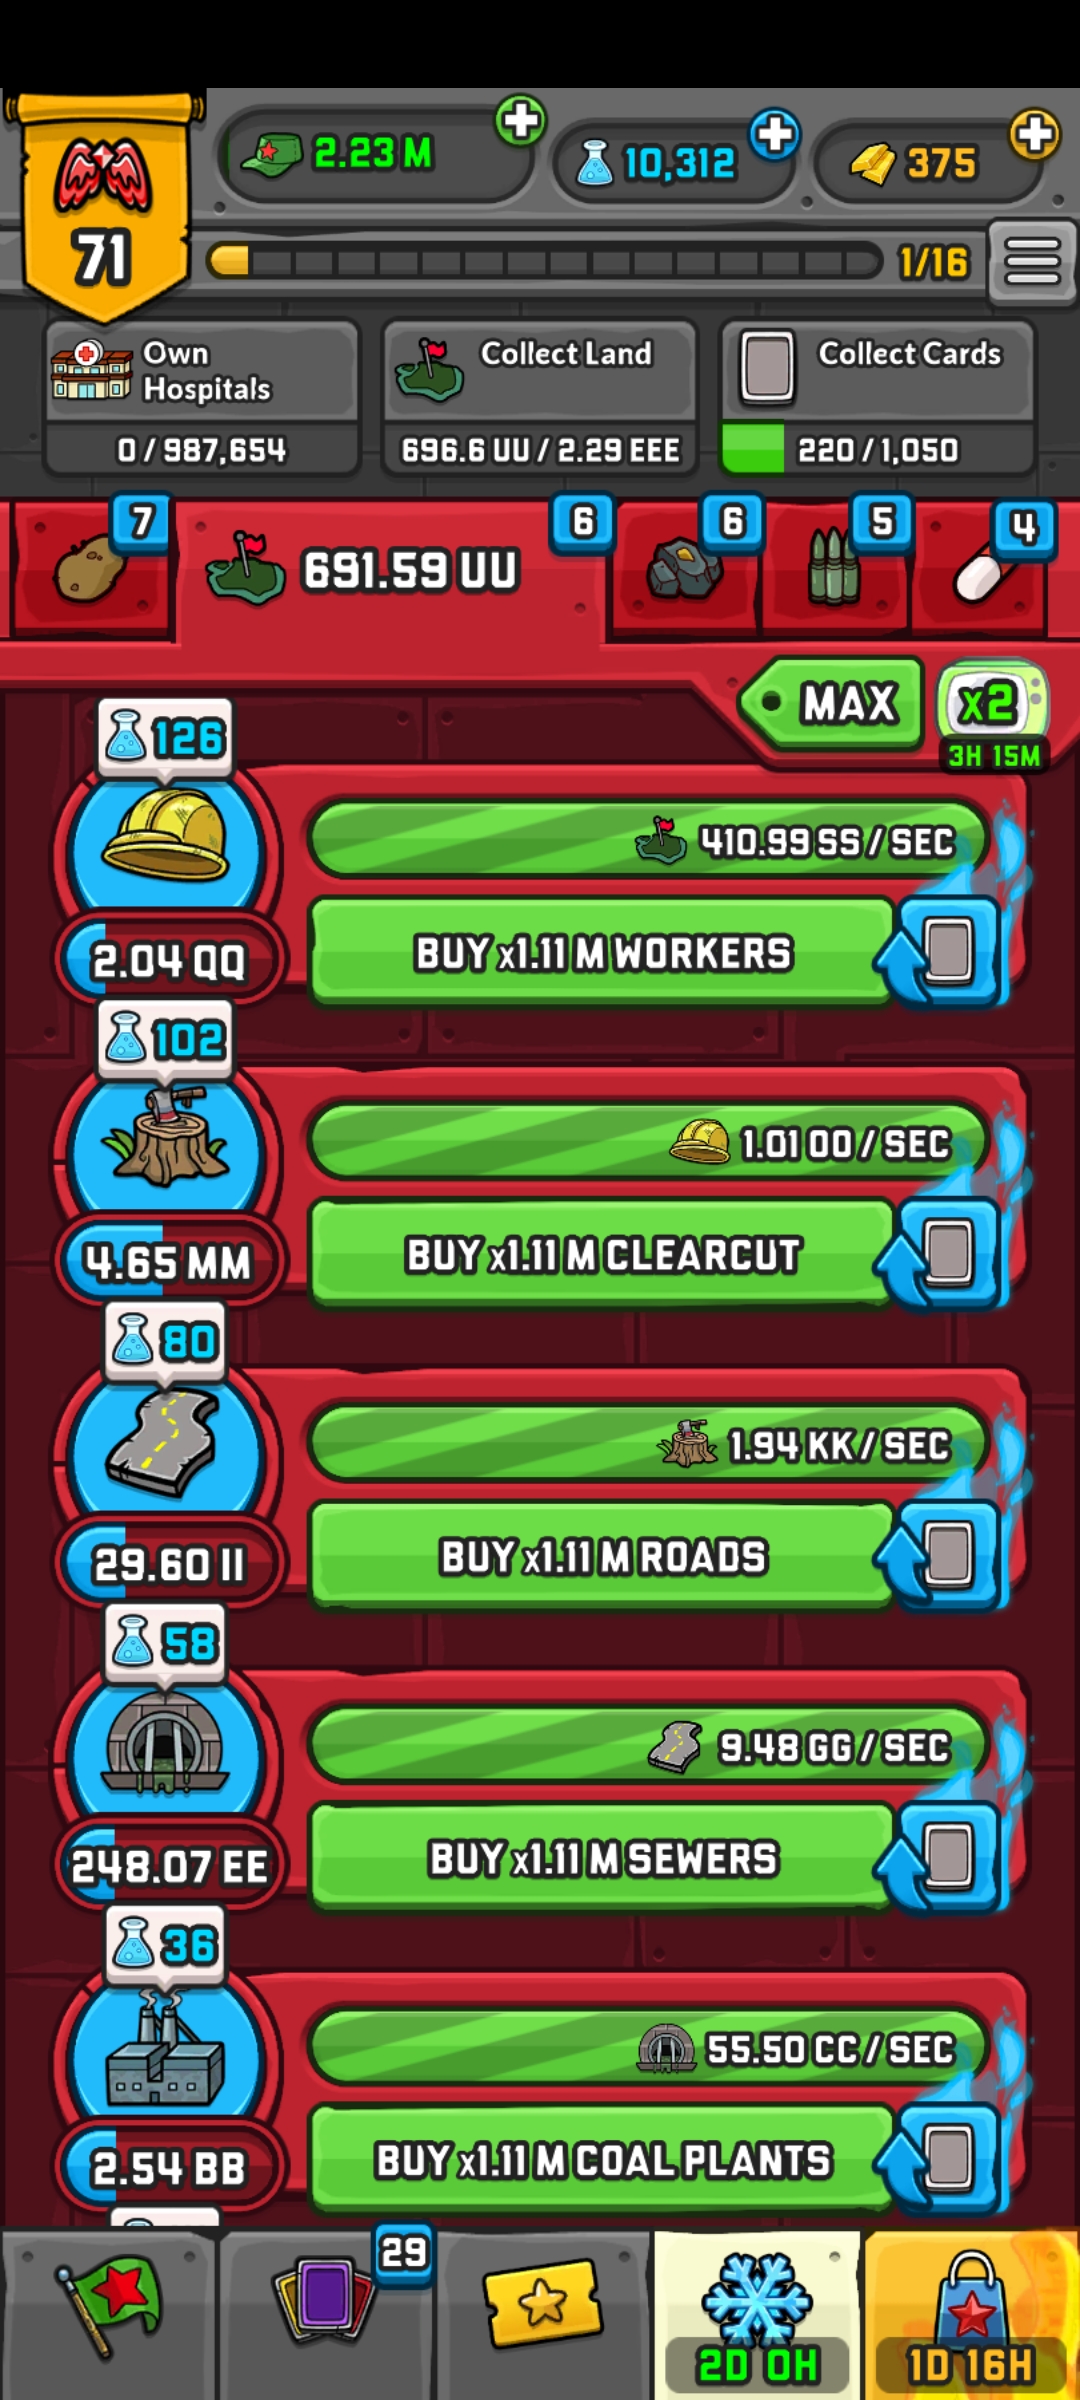 2.23 M
10,312
375
71
1/16
Own
Hospitals
0 / 987,654
Collect Land
696.6 UU / 2.29 EEE
Collect Cards
220 / 1,050
7
691.59 UU
6
6
5
4
MAX
x2
3H 15M
126
410.99 SS / SEC
BUY x1.11 M WORKERS
2.04 QQ
102
1.01 OO / SEC
BUY x1.11 M CLEARCUT
4.65 MM
80
1.94 KK / SEC
BUY x1.11 M ROADS
29.60 II
58
9.48 GG / SEC
BUY x1.11 M SEWERS
248.07 EE
36
55.50 CC / SEC
BUY x1.11 M COAL PLANTS
2.54 BB
29
2D 0H
1D 16H